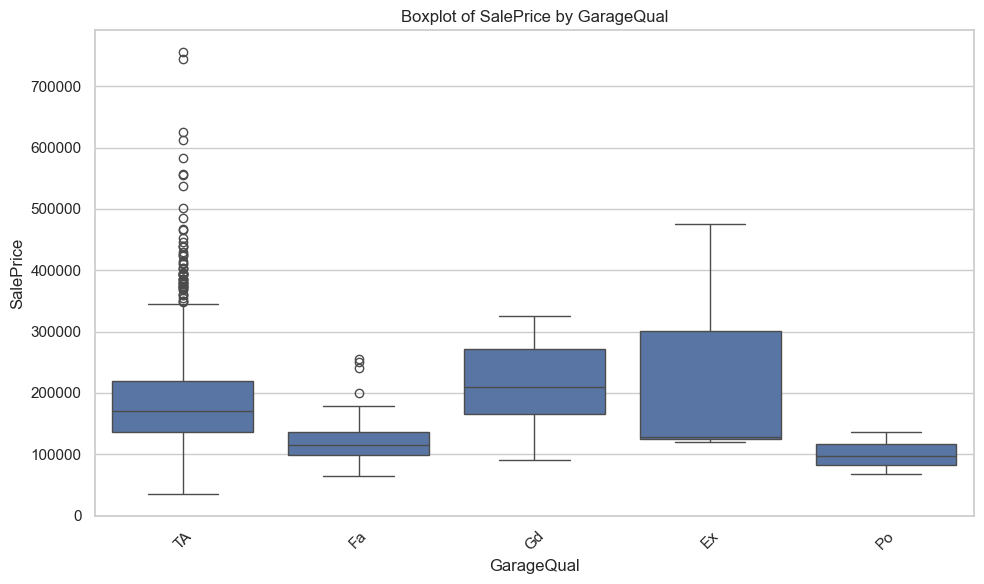 Boxplot of SalePrice by GarageQual
700000
600000
500000
400000
300000
200000
100000
0
SalePrice
TA
Fa
Gd
Ex
Po
GarageQual